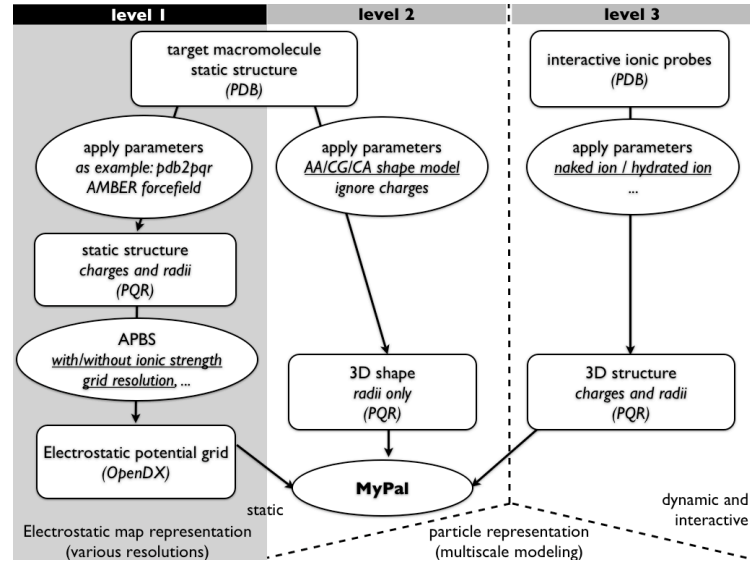 level 1
level 2
level 3
target macromolecule
static structure
(PDB)
interactive ionic probes
(PDB)
apply parameters
as example: pdb2pqr
AMBER forcefield
apply parameters
AA/CG/CA shape model
ignore charges
apply parameters
naked ion / hydrated ion
...
static structure
charges and radii
(PQR)
APBS
with/without ionic strength
grid resolution, ...
3D shape
radii only
(PQR)
3D structure
charges and radii
(PQR)
Electrostatic potential grid
(OpenDX)
MyPal
static
dynamic and
interactive
Electrostatic map representation
(various resolutions)
particle representation
(multiscale modeling)